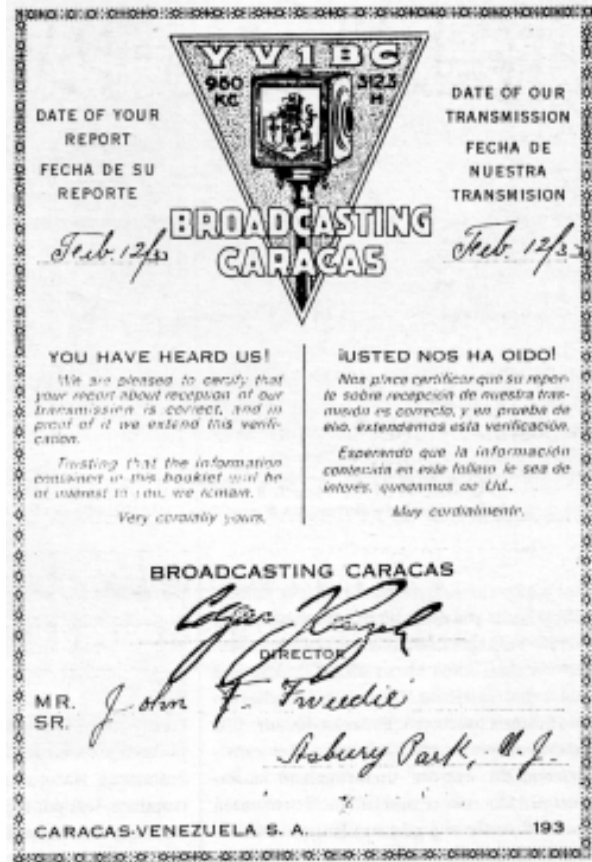 YV1BC
960 KC
312.3 H
DATE OF YOUR REPORT
FECHA DE SU REPORTE
Feb. 12/33
DATE OF OUR TRANSMISSION
FECHA DE NUESTRA TRANSMISION
Feb 12/33
BROADCASTING
CARACAS
YOU HAVE HEARD US!
We are pleased to certify that
your report about reception of our
transmission is correct, and in
proof of it we extend this verifi-
cation.
Trusting that the information
contained in this booklet will be
of interest to you, we remain.
Very cordially yours,
¡USTED NOS HA OIDO!
Nos place certificar que su repor-
te sobre recepción de nuestra tras-
misión es correcto, y en prueba de
ello, extendemos esta verificación.
Esperando que la información
contenida en este folleto le sea de
interés, quedamos de Ud.,
Muy cordialmente,
BROADCASTING CARACAS
DIRECTOR
MR.
SR.
John F. Tweedie
Asbury Park, N.J.
CARACAS-VENEZUELA S. A.
193